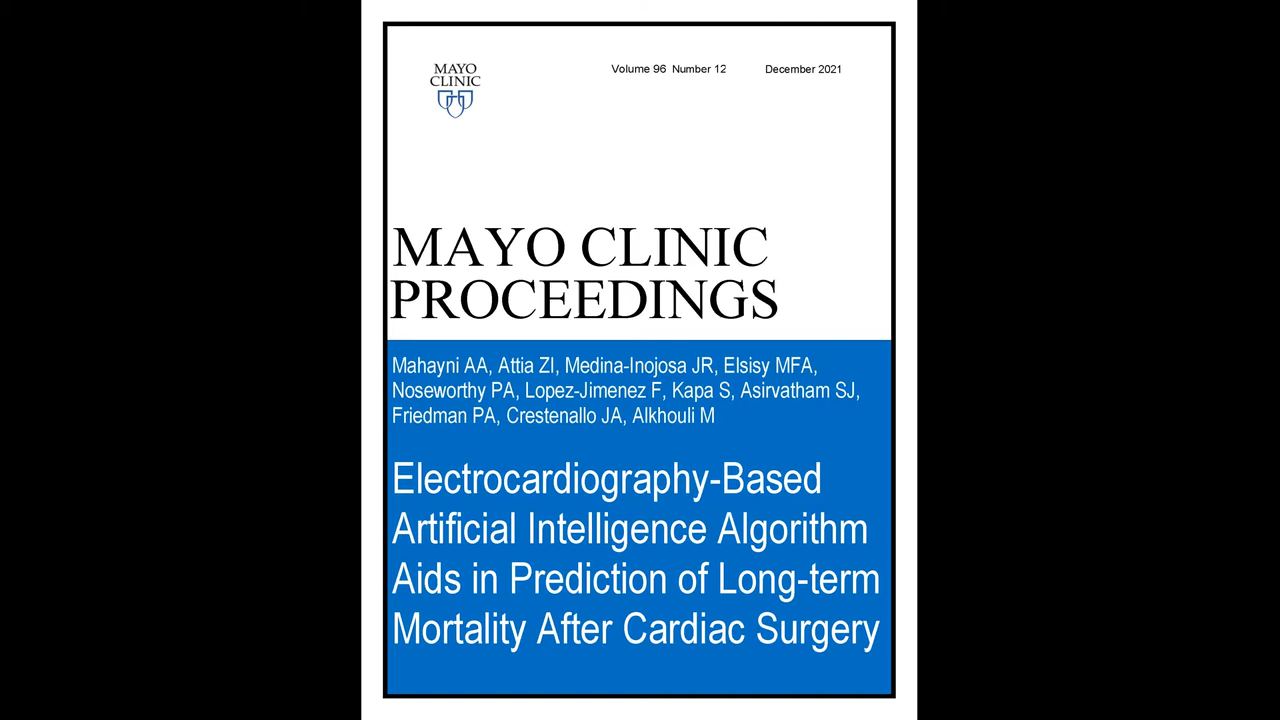 MAYO
CLINIC
Volume 96 Number 12 December 2021
MAYO CLINIC
PROCEEDINGS
Mahayni AA, Attia ZI, Medina-Inojosa JR, Elsisy MFA,
Noseworthy PA, Lopez-Jimenez F, Kapa S, Asirvatham SJ,
Friedman PA, Crestenallo JA, Alkhouli M
Electrocardiography-Based
Artificial Intelligence Algorithm
Aids in Prediction of Long-term
Mortality After Cardiac Surgery